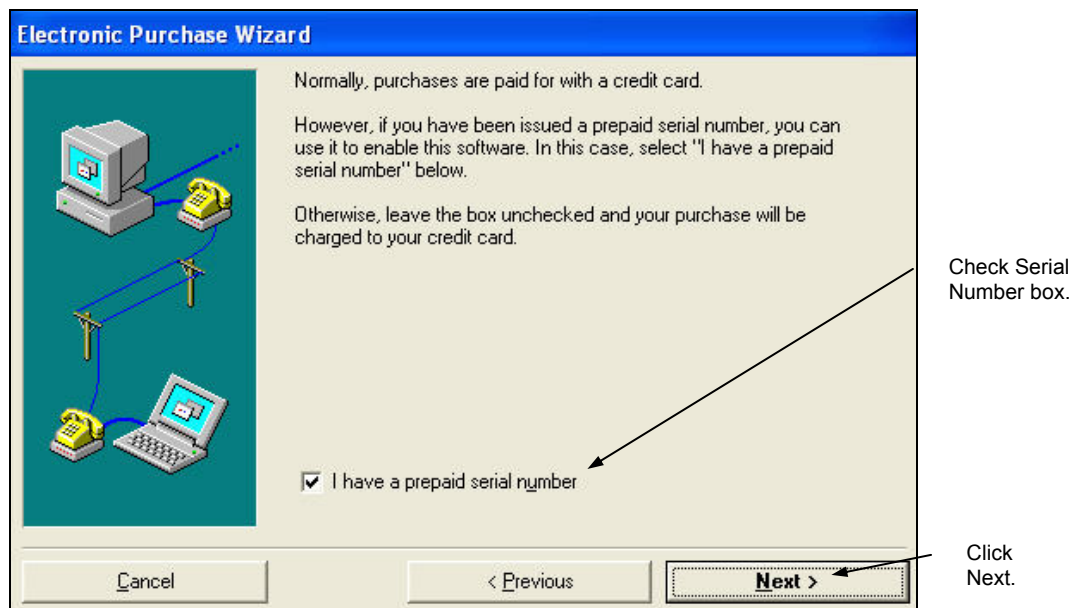 Electronic Purchase Wizard
Normally, purchases are paid for with a credit card.
However, if you have been issued a prepaid serial number, you can
use it to enable this software. In this case, select "I have a prepaid
serial number" below.
Otherwise, leave the box unchecked and your purchase will be
charged to your credit card.
Check Serial
Number box.
I have a prepaid serial number
Cancel
< Previous
Next >
Click
Next.